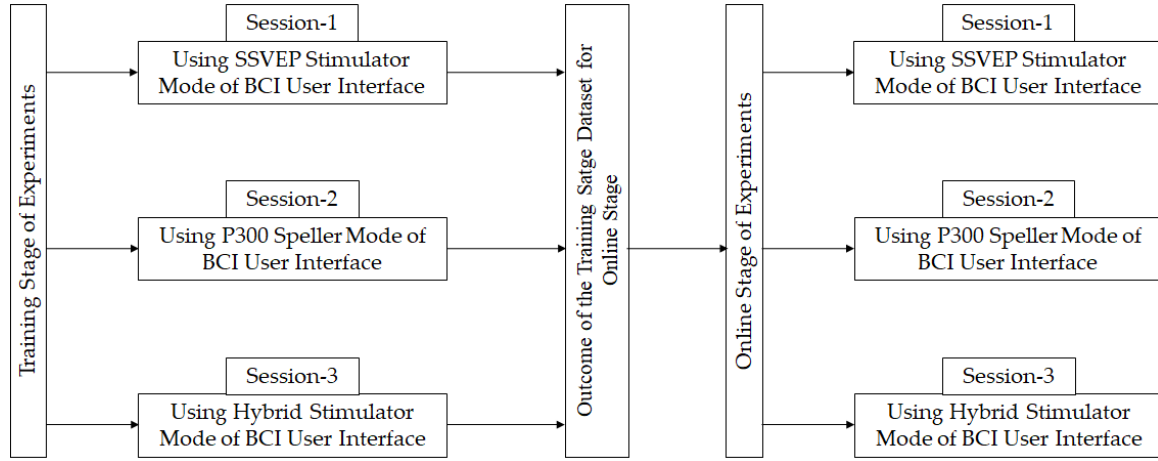 Training Stage of Experiments
Session-1
Using SSVEP Stimulator
Mode of BCI User Interface
Session-2
Using P300 Speller Mode of
BCI User Interface
Session-3
Using Hybrid Stimulator
Mode of BCI User Interface
Outcome of the Training Satge Dataset for
Online Stage
Online Stage of Experiments
Session-1
Using SSVEP Stimulator
Mode of BCI User Interface
Session-2
Using P300 Speller Mode of
BCI User Interface
Session-3
Using Hybrid Stimulator
Mode of BCI User Interface